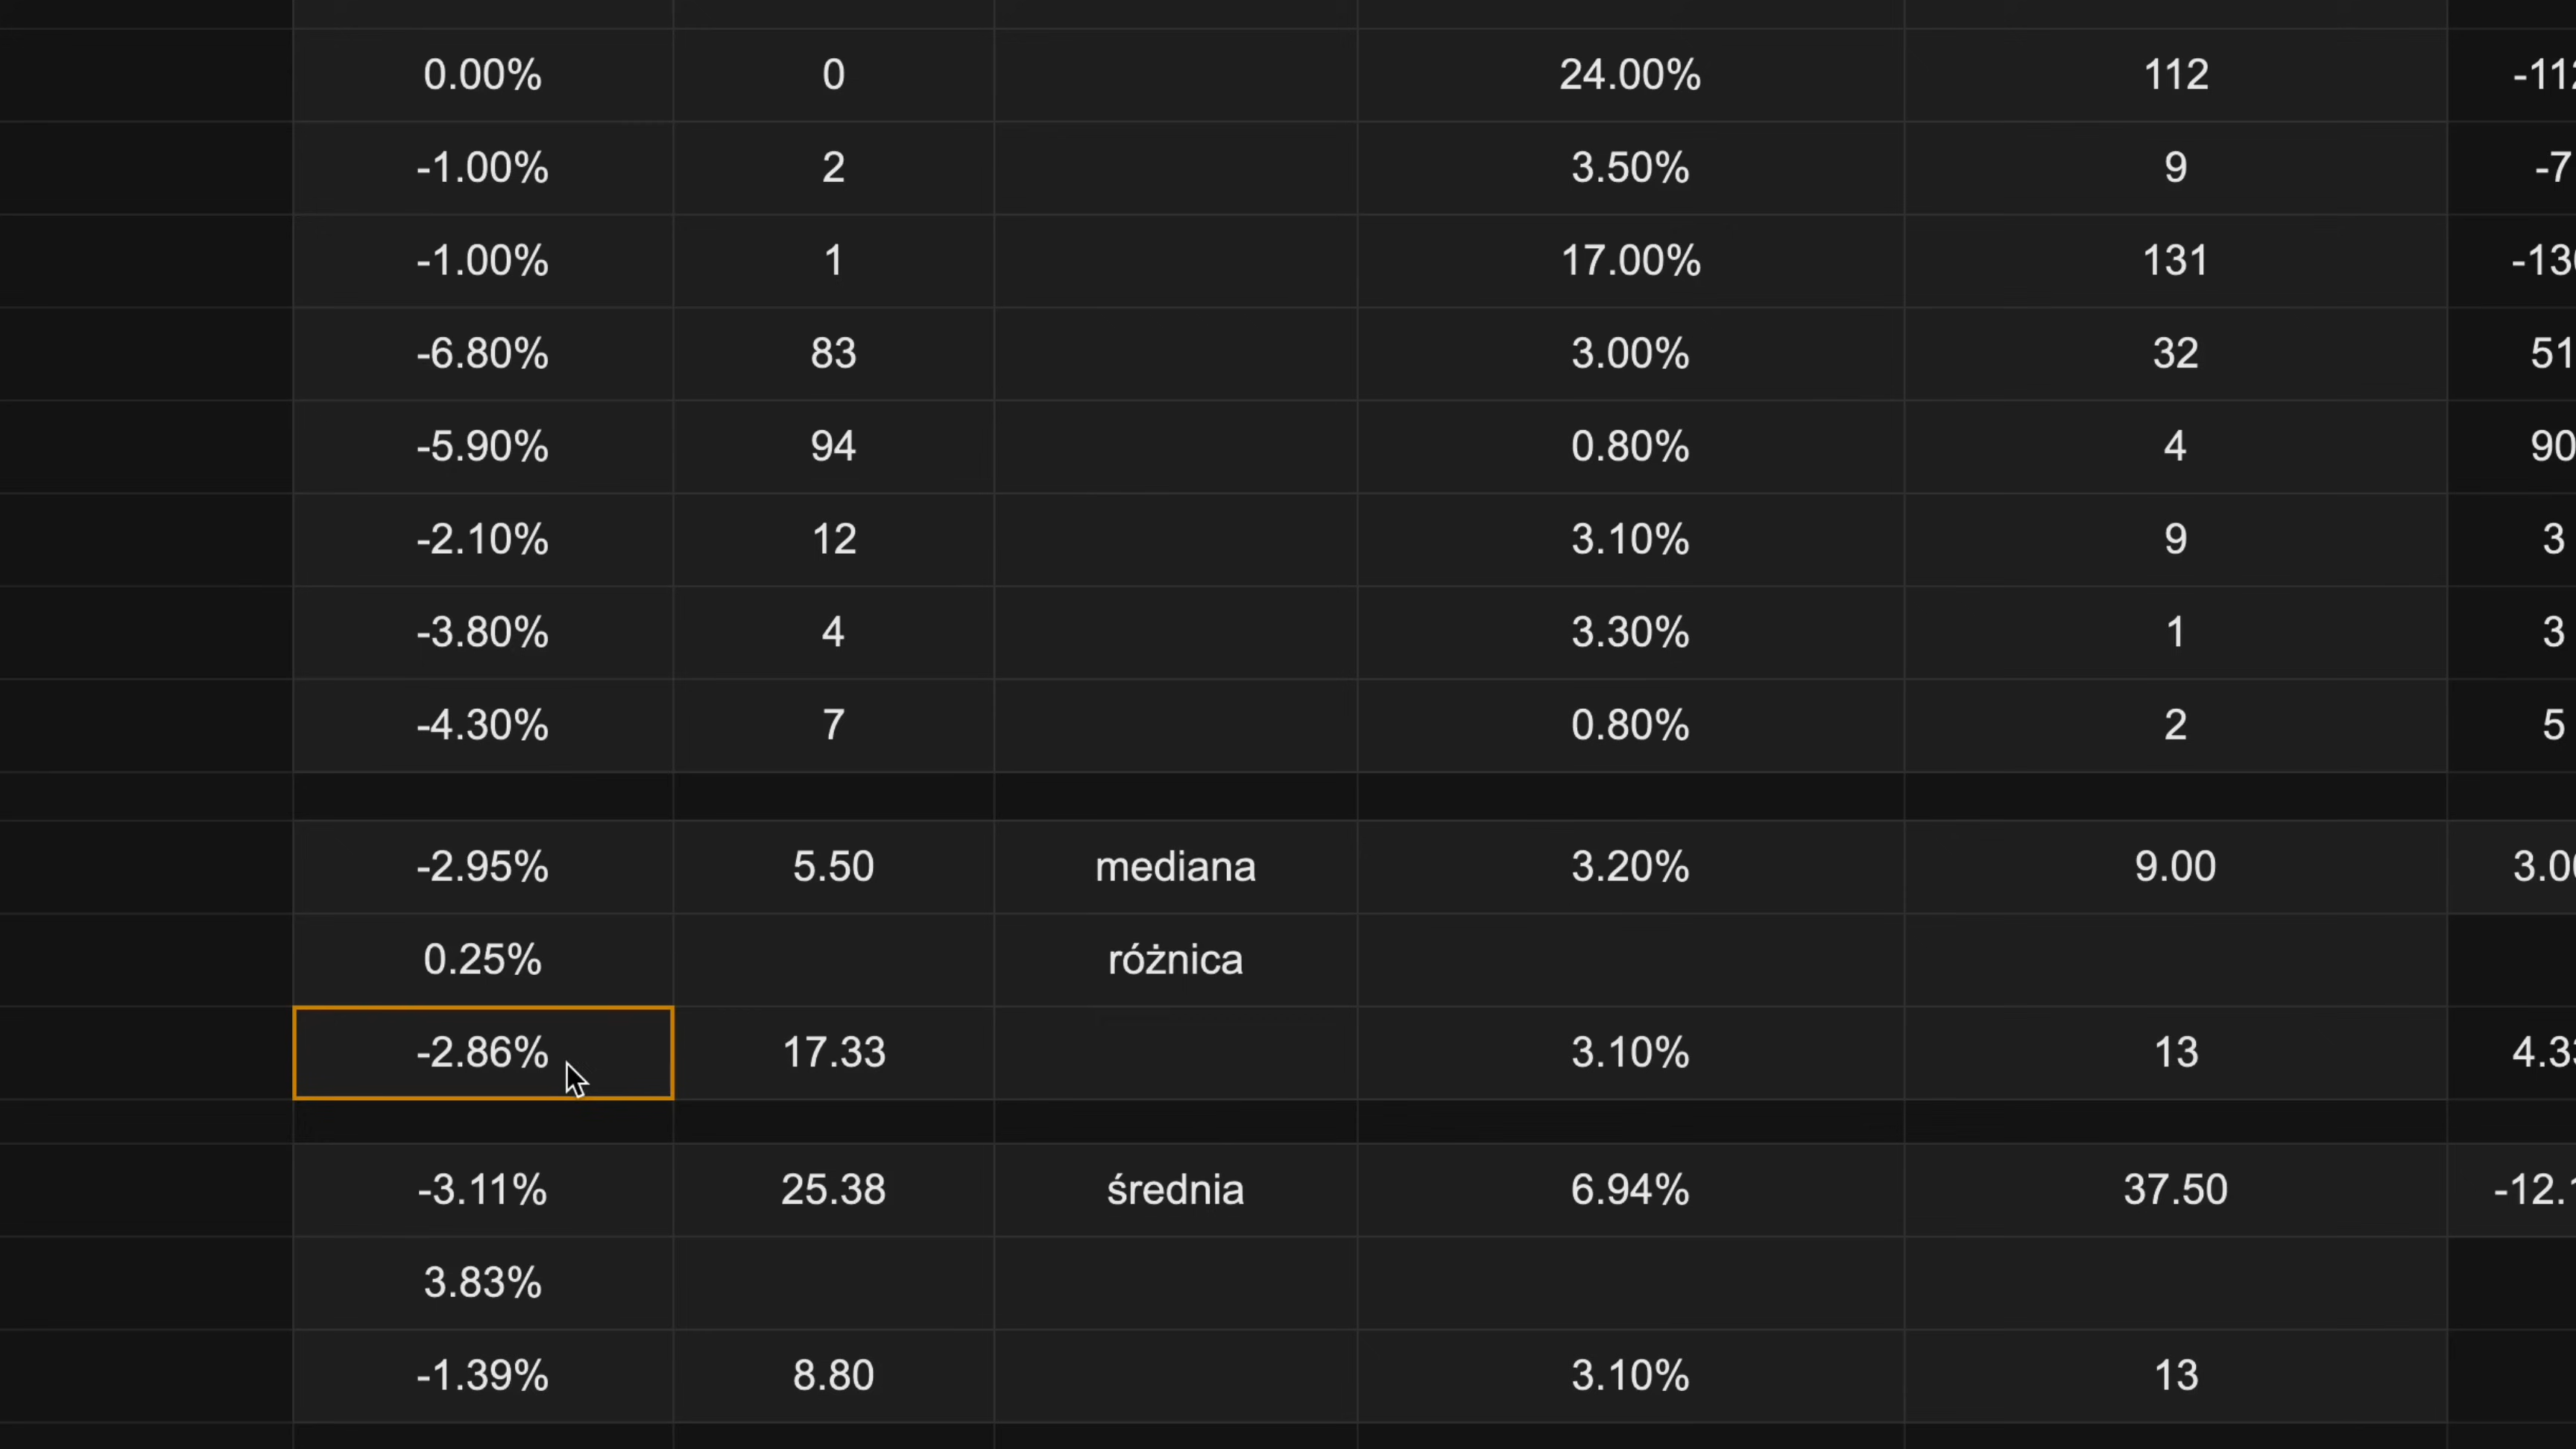 0.00% 0 24.00% 112
-1.00% 2 3.50% 9 -7
-1.00% 1 17.00% 131
-6.80% 83 3.00% 32 51
-5.90% 94 0.80% 4 90
-2.10% 12 3.10% 9 3
-3.80% 4 3.30% 1 3
-4.30% 7 0.80% 2 5
-2.95% 5.50 mediana 3.20% 9.00
0.25% różnica
-2.86% 17.33 3.10% 13
-3.11% 25.38 średnia 6.94% 37.50
3.83%
-1.39% 8.80 3.10% 13